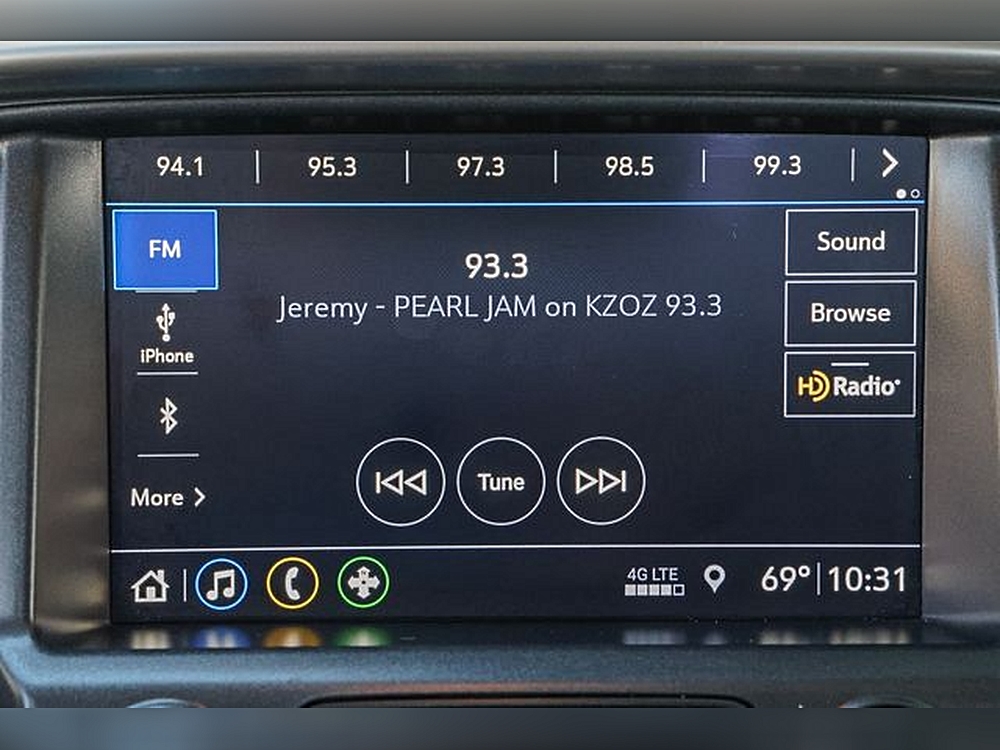 94.1 | 95.3 | 97.3 | 98.5 | 99.3
FM
93.3
Jeremy - PEARL JAM on KZOZ 93.3
Sound
Browse
HD Radio
iPhone
More
Tune
4G LTE
69° | 10:31